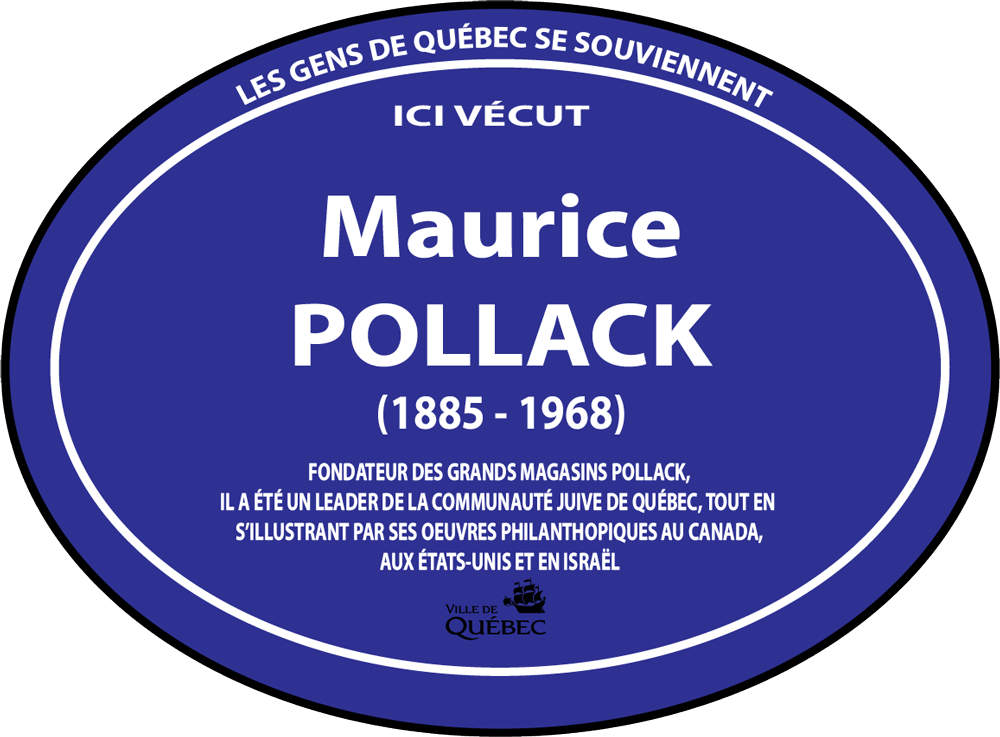 LES GENS DE QUÉBEC SE SOUVIENNENT
ICI VÉCUT
Maurice
POLLACK
(1885 - 1968)
FONDATEUR DES GRANDS MAGASINS POLLACK,
IL A ÉTÉ UN LEADER DE LA COMMUNAUTÉ JUIVE DE QUÉBEC, TOUT EN
S'ILLUSTRANT PAR SES OEUVRES PHILANTHOPIQUES AU CANADA,
AUX ÉTATS-UNIS ET EN ISRAËL
VILLE DE
QUÉBEC